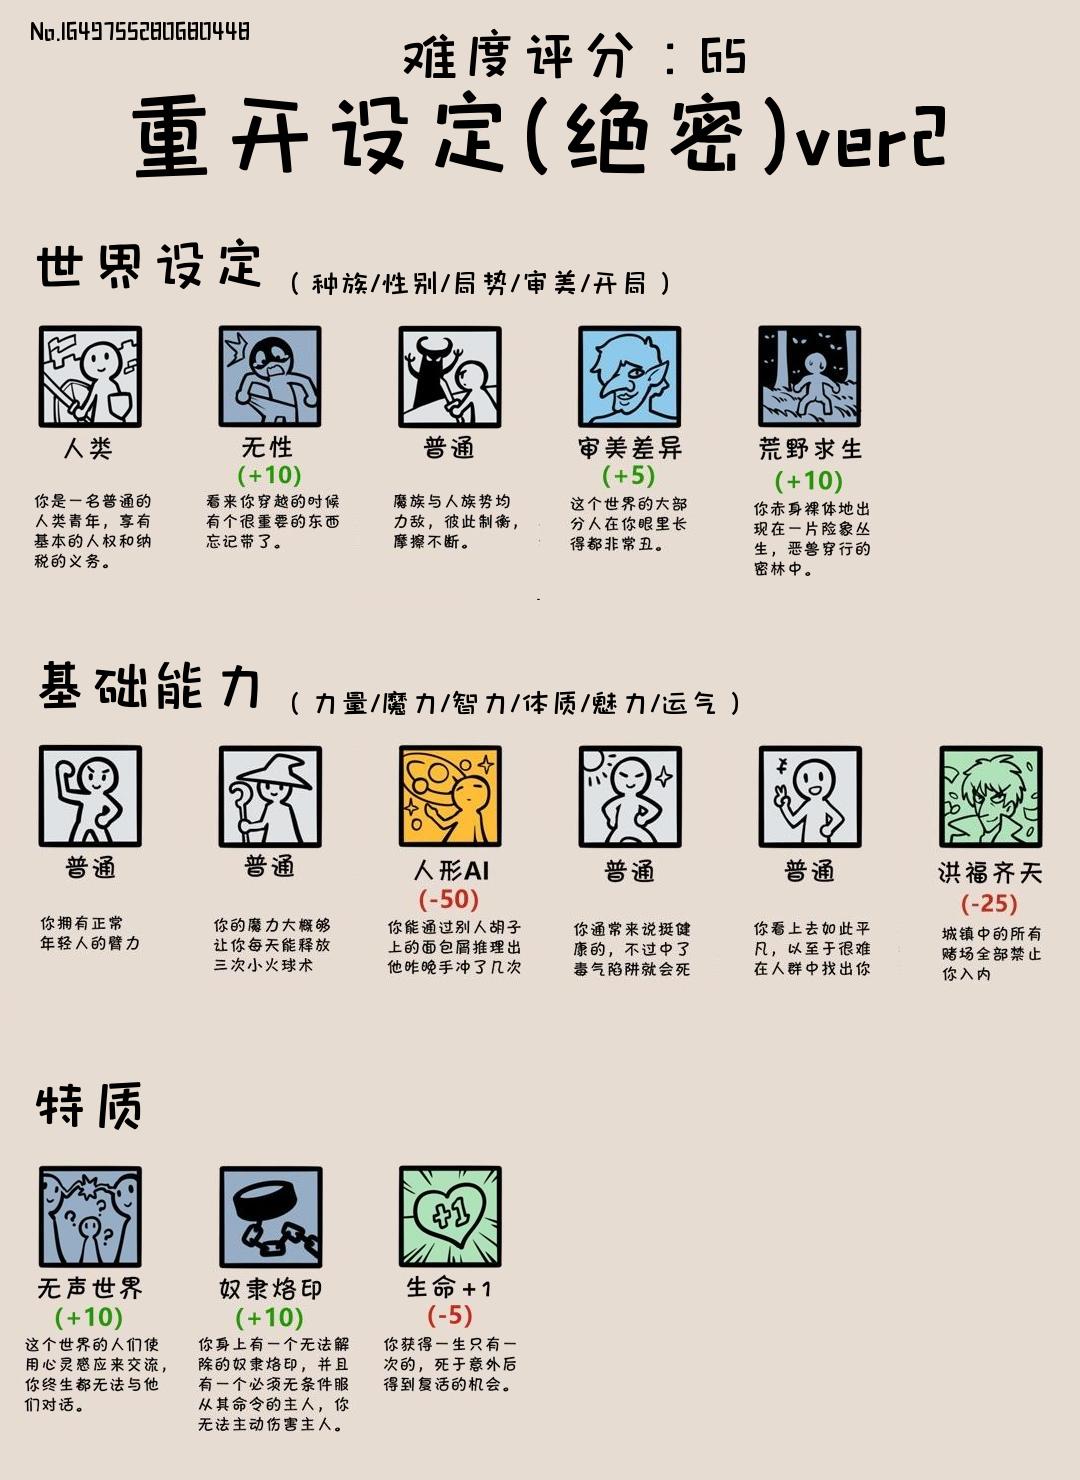 No.1649755280680448
难度评分：65
重开设定(绝密)ver2
世界设定（种族/性别/局势/审美/开局）
人类
你是一名普通的
人类青年，享有
基本的人权和纳
税的义务。
无性
(+10)
看来你穿越的时候
有个很重要的东西
忘记带了。
普通
魔族与人族势均
力敌，彼此制衡，
摩擦不断。
审美差异
(+5)
这个世界的大部
分人在你眼里长
得都非常丑。
荒野求生
(+10)
你赤身裸体地出
现在一片险象丛
生，恶兽穿行的
密林中。
基础能力（力量/魔力/智力/体质/魅力/运气）
普通
你拥有正常
年轻人的臂力
普通
你的魔力大概够
让你每天能释放
三次小火球术
人形AI
(-50)
你能通过别人胡子
上的面包屑推理出
他昨晚手冲了几次
普通
你通常来说挺健
康的，不过中了
毒气陷阱就会死
普通
你看上去如此平
凡，以至于很难
在人群中找出你
洪福齐天
(-25)
城镇中的所有
赌场全部禁止
你入内
特质
无声世界
(+10)
这个世界的人们使
用心灵感应来交流，
你终生都无法与他
们对话。
奴隶烙印
(+10)
你身上有一个无法解
除的奴隶烙印，并且
有一个必须无条件服
从其命令的主人，你
无法主动伤害主人。
+1
生命+1
(-5)
你获得一生只有一
次的，死于意外后
得到复活的机会。